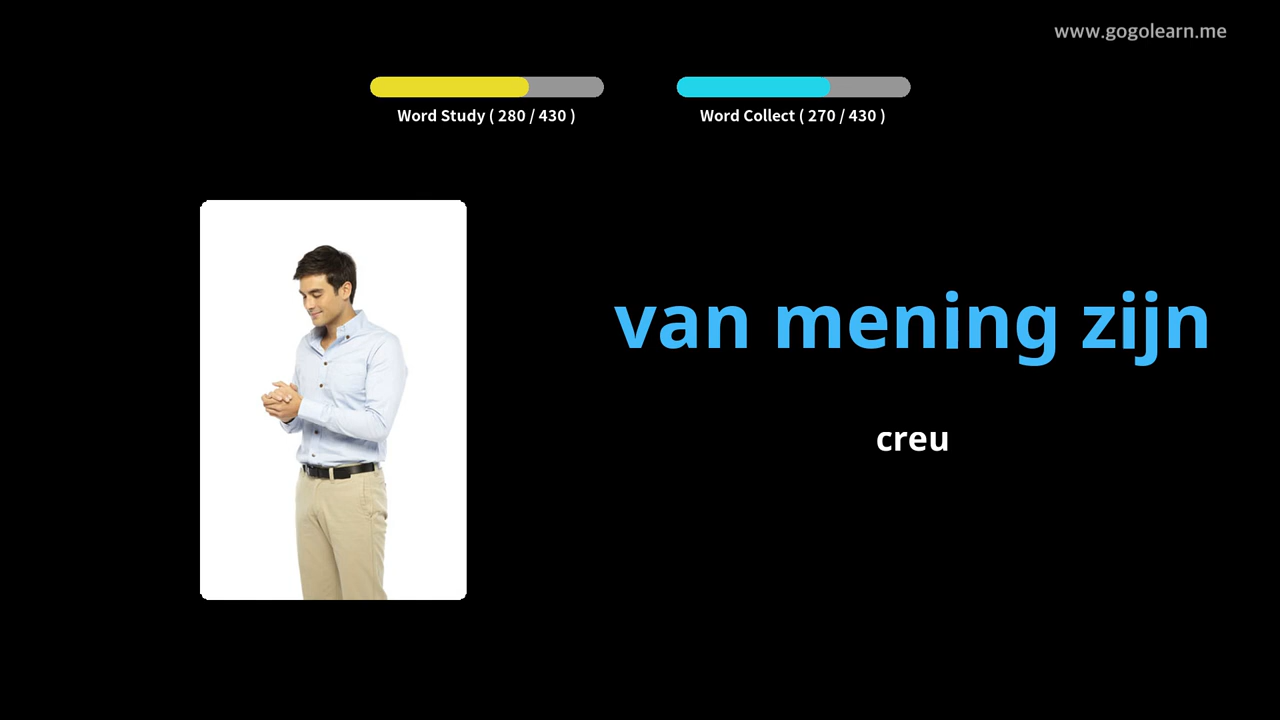 www.gogolearn.me
Word Study ( 280 / 430 )
Word Collect ( 270 / 430 )
van mening zijn
creu